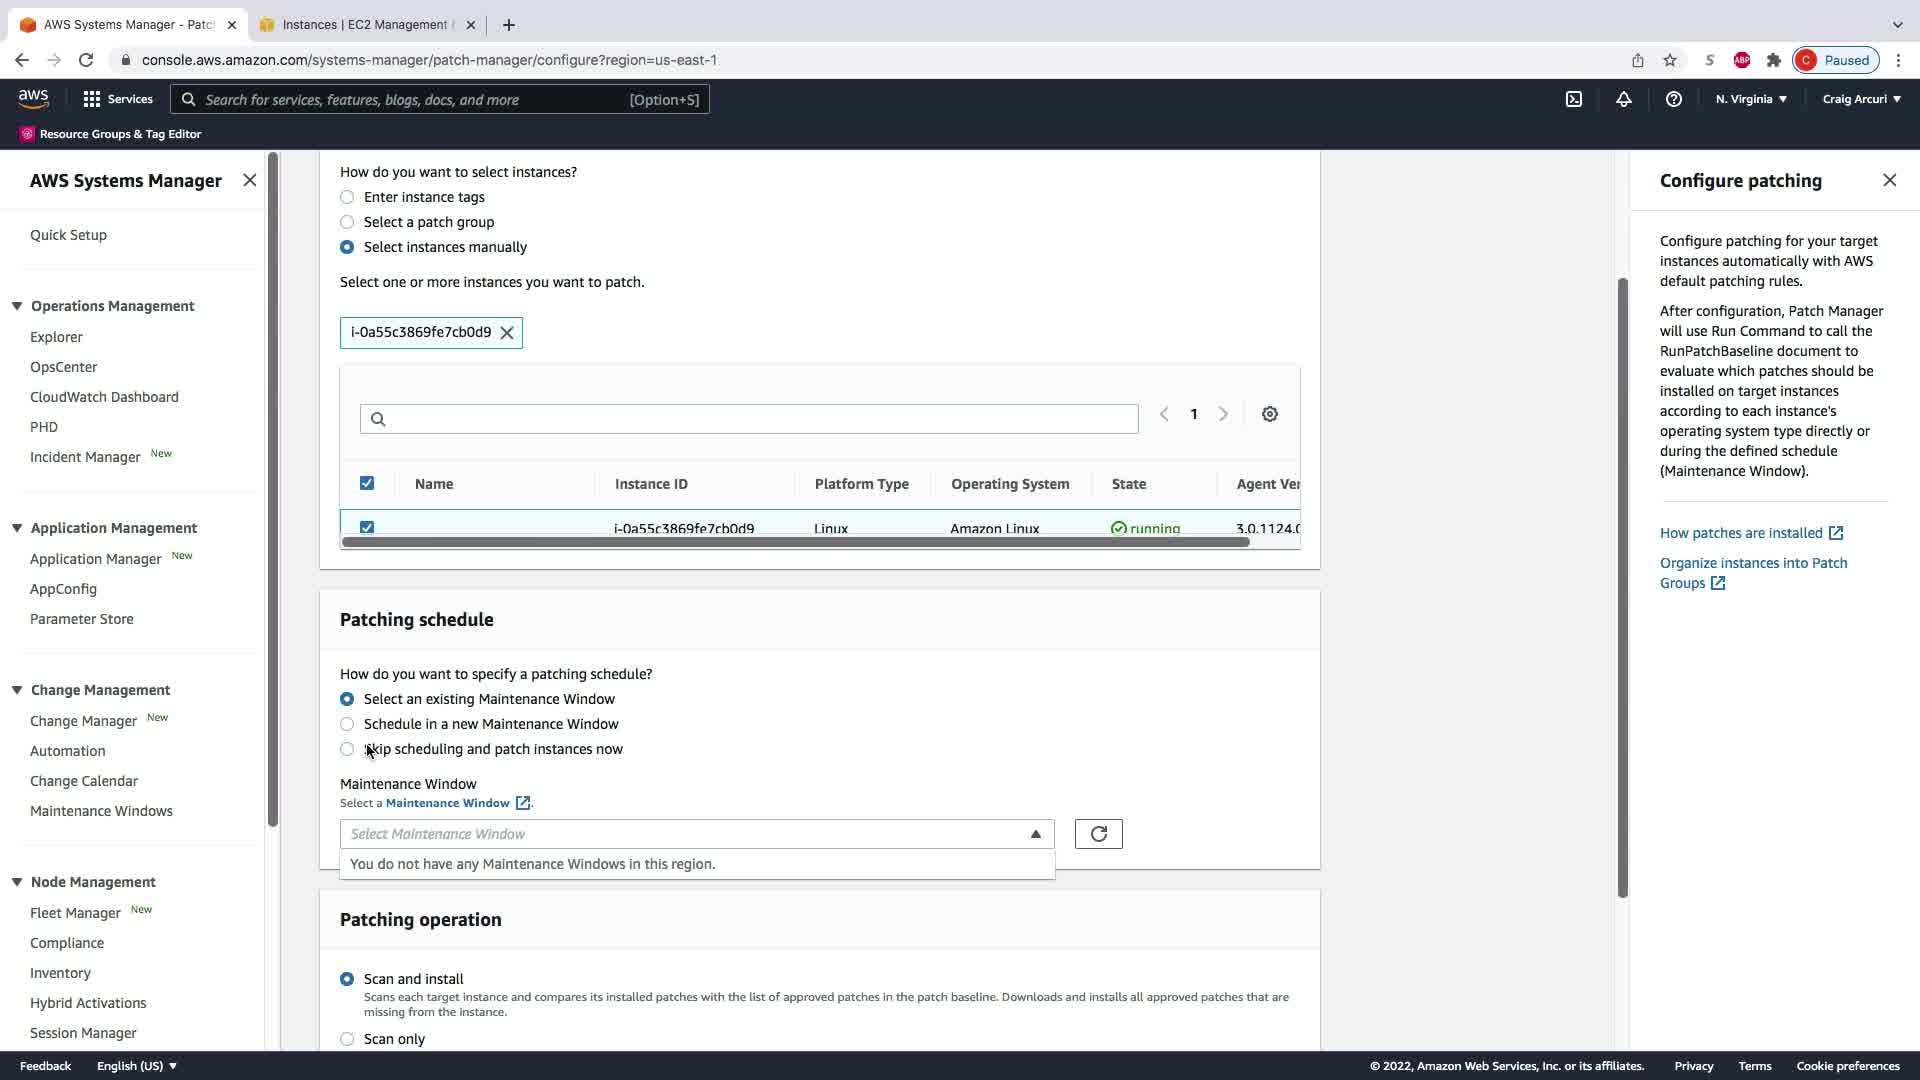 AWS Systems Manager - Patc
Instances | EC2 Management
console.aws.amazon.com/systems-manager/patch-manager/configure?region=us-east-1
S
ABP
C
Paused
aws
Services
Search for services, features, blogs, docs, and more
[Option+S]
N. Virginia
Craig Arcuri
Resource Groups & Tag Editor
AWS Systems Manager
Quick Setup
Operations Management
Explorer
OpsCenter
CloudWatch Dashboard
PHD
Incident Manager New
Application Management
Application Manager New
AppConfig
Parameter Store
Change Management
Change Manager New
Automation
Change Calendar
Maintenance Windows
Node Management
Fleet Manager New
Compliance
Inventory
Hybrid Activations
Session Manager
How do you want to select instances?
Enter instance tags
Select a patch group
Select instances manually
Select one or more instances you want to patch.
i-0a55c3869fe7cb0d9
1
Name Instance ID Platform Type Operating System State Agent Ver
i-0a55c3869fe7cb0d9 Linux Amazon Linux running 3.0.1124.0
Patching schedule
How do you want to specify a patching schedule?
Select an existing Maintenance Window
Schedule in a new Maintenance Window
Skip scheduling and patch instances now
Maintenance Window
Select a Maintenance Window .
Select Maintenance Window
You do not have any Maintenance Windows in this region.
Patching operation
Scan and install
Scans each target instance and compares its installed patches with the list of approved patches in the patch baseline. Downloads and installs all approved patches that are
missing from the instance.
Scan only
Configure patching
Configure patching for your target
instances automatically with AWS
default patching rules.
After configuration, Patch Manager
will use Run Command to call the
RunPatchBaseline document to
evaluate which patches should be
installed on target instances
according to each instance's
operating system type directly or
during the defined schedule
(Maintenance Window).
How patches are installed
Organize instances into Patch
Groups
Feedback
English (US)
© 2022, Amazon Web Services, Inc. or its affiliates.
Privacy
Terms
Cookie preferences